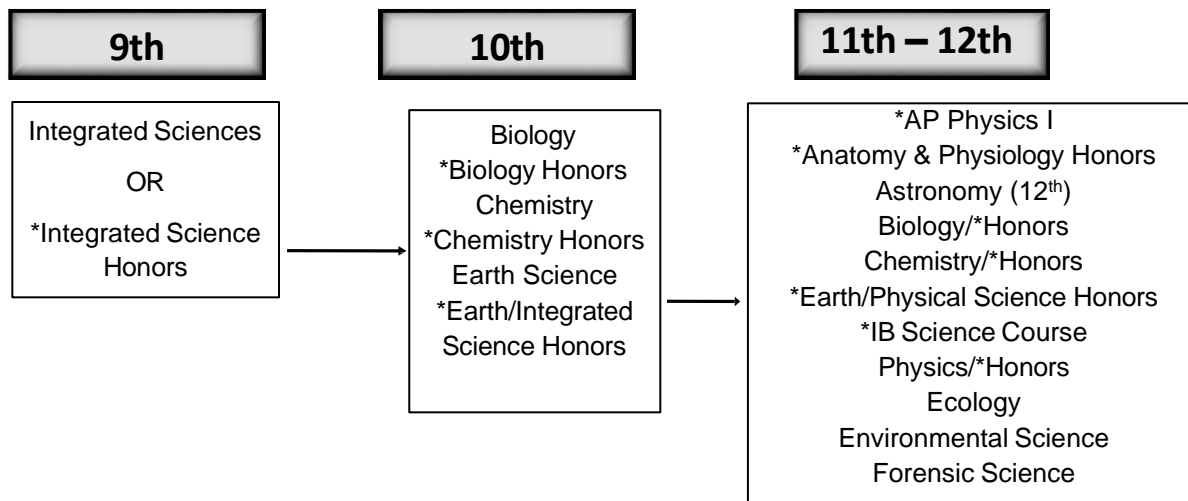 9th
Integrated Sciences
OR
*Integrated Science
Honors
10th
Biology
*Biology Honors
Chemistry
*Chemistry Honors
Earth Science
*Earth/Integrated
Science Honors
11th – 12th
*AP Physics I
*Anatomy & Physiology Honors
Astronomy (12th)
Biology/*Honors
Chemistry/*Honors
*Earth/Physical Science Honors
*IB Science Course
Physics/*Honors
Ecology
Environmental Science
Forensic Science